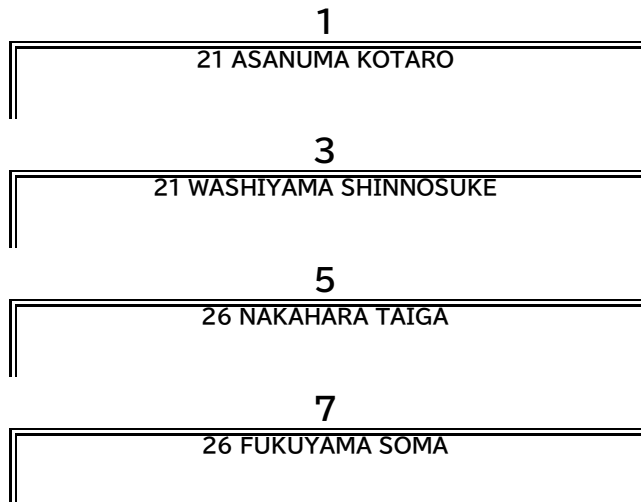 1
21 ASANUMA KOTARO
3
21 WASHIYAMA SHINNOSUKE
5
26 NAKAHARA TAIGA
7
26 FUKUYAMA SOMA